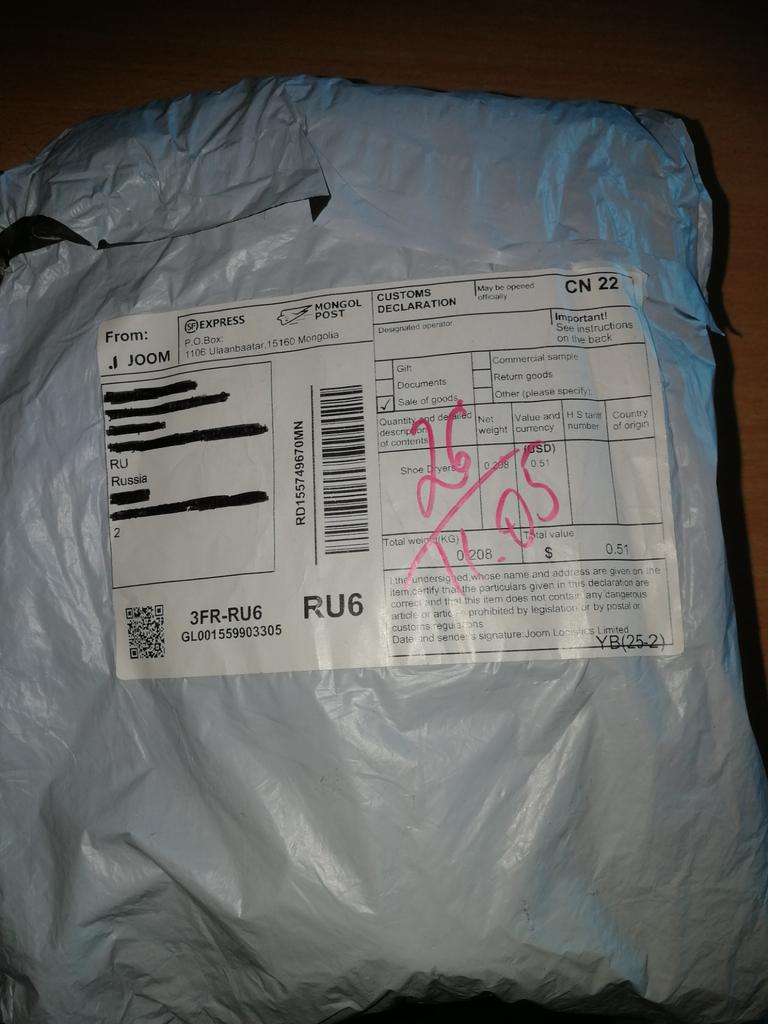 From:
JOOM
SF EXPRESS
MONGOL POST
P.O.Box:
1106 Ulaanbaatar,15160 Mongolia
RU
Russia
2
RD155749670MN
3FR-RU6
GL001559903305
RU6
CUSTOMS DECLARATION
May be opened officially
CN 22
Designated operator
Important!
See instructions on the back
Gift
Documents
✓ Sale of goods
Commercial sample
Return goods
Other (please specify):
Quantity and detailed description of contents
Net weight
Value and currency
(USD)
H S tariff number
Country of origin
Shoe Dryers
0.208
0.51
Total weight(KG)
0.208
Total value
$ 0.51
I,the undersigned,whose name and address are given on the
item,certify that the particulars given in this declaration are
correct and that this item does not contain any dangerous
article or articles prohibited by legislation or by postal or
customs regulations
Date and sender's signature:Joom Logistics Limited
YB(25-2)
26
11.05